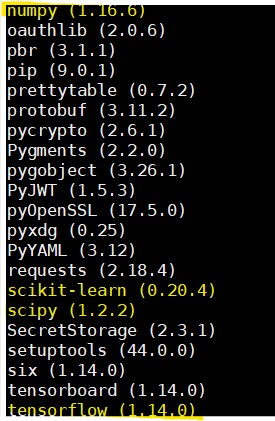 numpy (1.16.6)
oauthlib (2.0.6)
pbr (3.1.1)
pip (9.0.1)
prettytable (0.7.2)
protobuf (3.11.2)
pycrypto (2.6.1)
Pygments (2.2.0)
pygobject (3.26.1)
PyJWT (1.5.3)
pyOpenSSL (17.5.0)
pyxdg (0.25)
PyYAML (3.12)
requests (2.18.4)
scikit-learn (0.20.4)
scipy (1.2.2)
SecretStorage (2.3.1)
setuptools (44.0.0)
six (1.14.0)
tensorboard (1.14.0)
tensorflow (1.14.0)